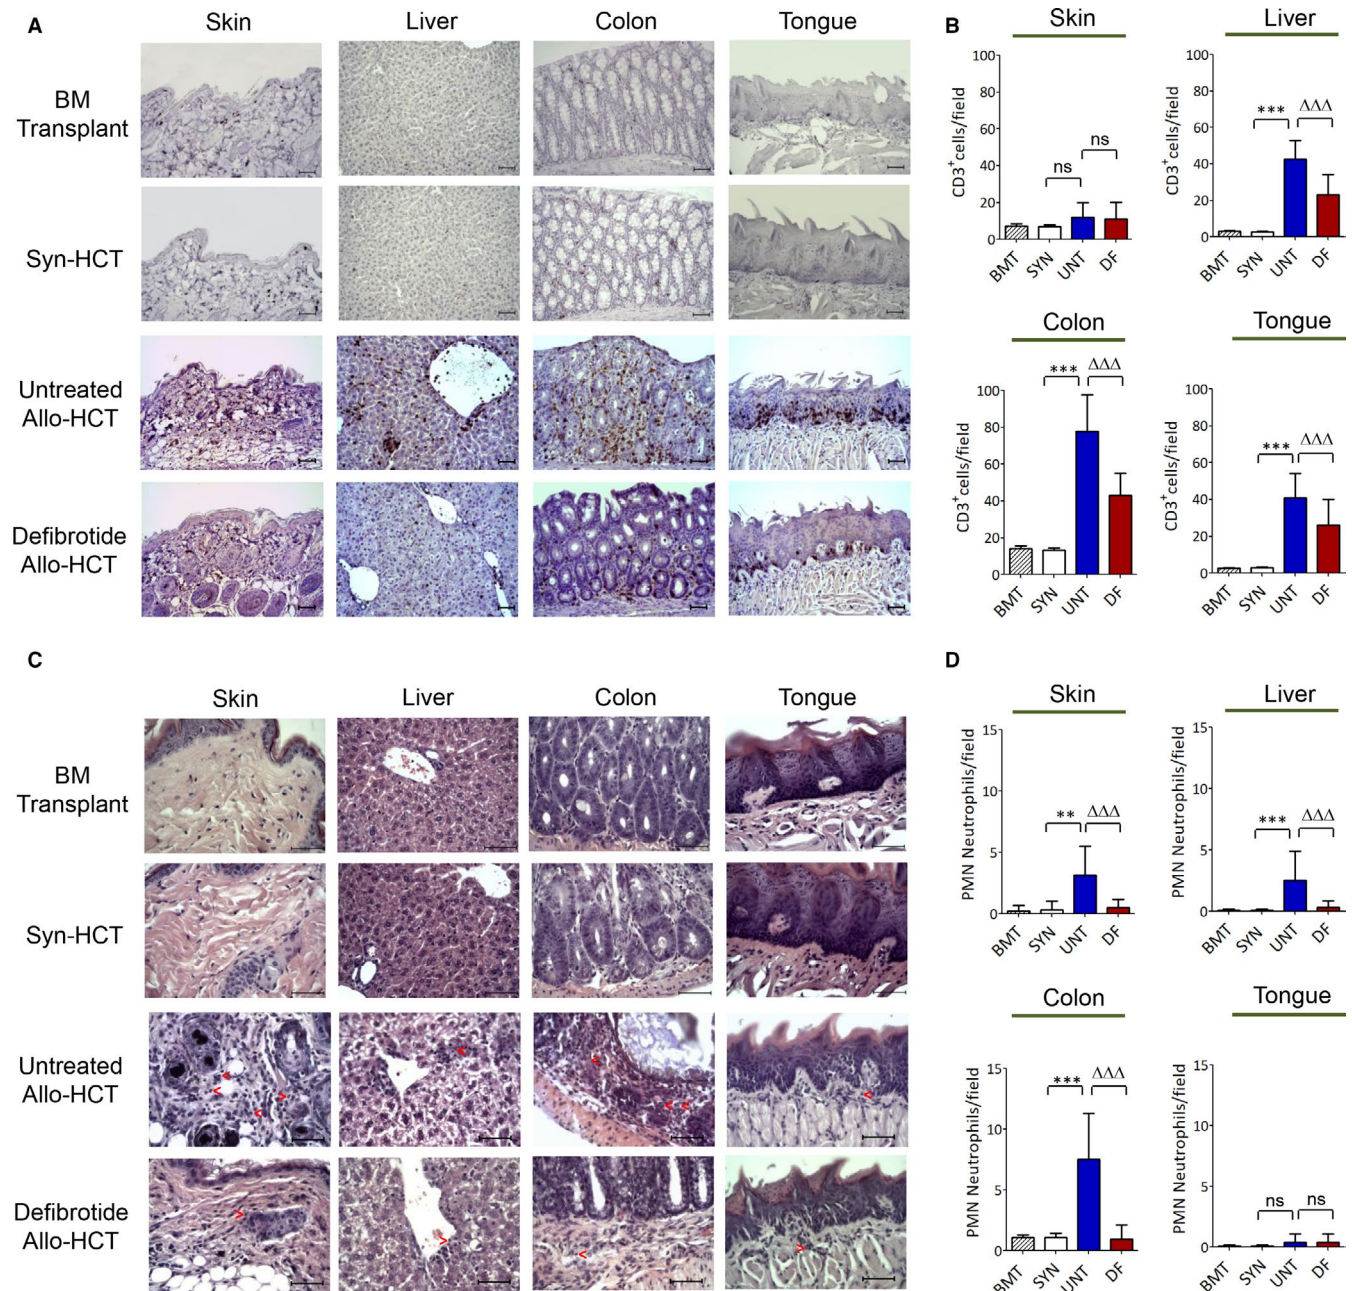 A
Skin Liver Colon Tongue
BM
Transplant
Syn-HCT
Untreated
Allo-HCT
Defibrotide
Allo-HCT
B
Skin
CD3+cells/field
100
80
60
40
20
0
ns
ns
BMT SYN UNT DF
Liver
CD3+cells/field
100
80
60
40
20
0
*** ΔΔΔ
BMT SYN UNT DF
Colon
CD3+cells/field
100
80
60
40
20
0
*** ΔΔΔ
BMT SYN UNT DF
Tongue
CD3+cells/field
100
80
60
40
20
0
*** ΔΔΔ
BMT SYN UNT DF
C
Skin Liver Colon Tongue
BM
Transplant
Syn-HCT
Untreated
Allo-HCT
Defibrotide
Allo-HCT
D
Skin
PMN Neutrophils/field
15
10
5
0
** ΔΔΔ
BMT SYN UNT DF
Liver
PMN Neutrophils/field
15
10
5
0
*** ΔΔΔ
BMT SYN UNT DF
Colon
PMN Neutrophils/field
15
10
5
0
*** ΔΔΔ
BMT SYN UNT DF
Tongue
PMN Neutrophils/field
15
10
5
0
ns ns
BMT SYN UNT DF